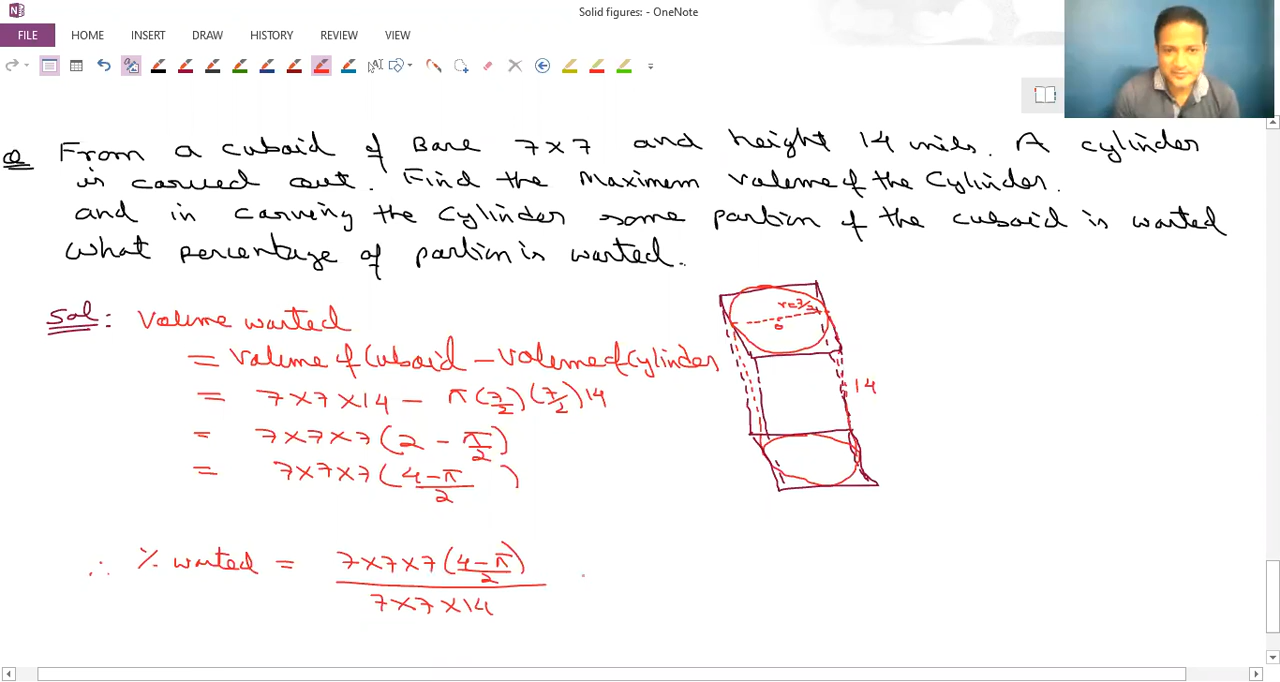 Solid figures: - OneNote
FILE HOME INSERT DRAW HISTORY REVIEW VIEW
Q From a cuboid of Base 7×7 and height 14 units. A cylinder
is carved out. Find the Maximum Volume of the Cylinder.
and in carving the cylinder some portion of the cuboid is wasted
what percentage of portion is wasted.
Sol: Volume wasted
= Volume of Cuboid - Volume of Cylinder
= 7×7×14 - π(7/2)(7/2)14
= 7×7×7(2 - π/2)
= 7×7×7(4-π/2)
∴ % wasted = 7×7×7(4-π/2) / 7×7×14
r=7/2
o
14